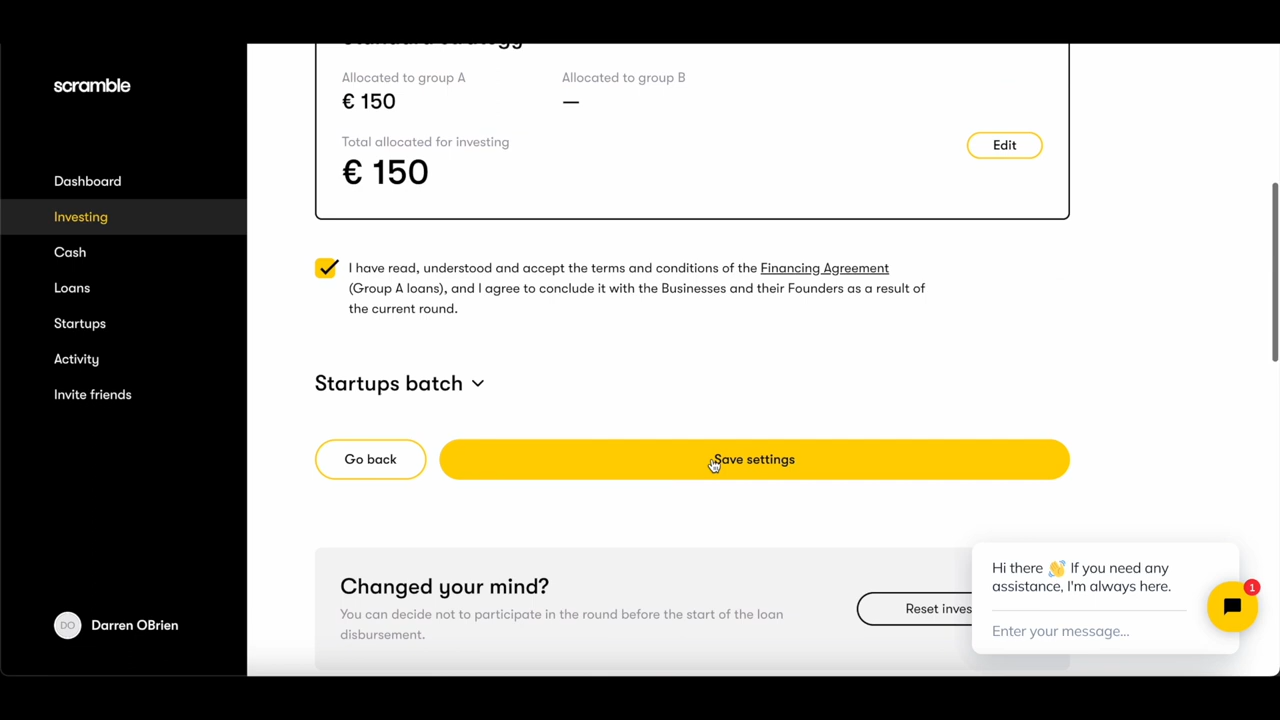 scramble
Dashboard
Investing
Cash
Loans
Startups
Activity
Invite friends
DO
Darren OBrien
Standard strategy
Allocated to group A
Allocated to group B
€ 150
—
Total allocated for investing
€ 150
Edit
I have read, understood and accept the terms and conditions of the Financing Agreement
(Group A loans), and I agree to conclude it with the Businesses and their Founders as a result of
the current round.
Startups batch
Go back
Save settings
Changed your mind?
You can decide not to participate in the round before the start of the loan
disbursement.
Reset inves
Hi there 👋 If you need any
assistance, I'm always here.
Enter your message...
1